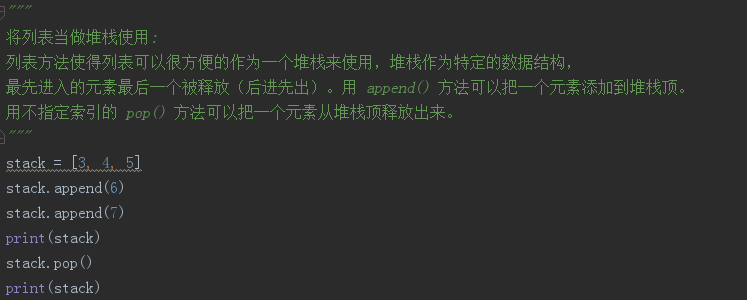 """
将列表当做堆栈使用:
列表方法使得列表可以很方便的作为一个堆栈来使用，堆栈作为特定的数据结构，
最先进入的元素最后一个被释放（后进先出）。用 append() 方法可以把一个元素添加到堆栈顶。
用不指定索引的 pop() 方法可以把一个元素从堆栈顶释放出来。
"""
stack = [3, 4, 5]
stack.append(6)
stack.append(7)
print(stack)
stack.pop()
print(stack)